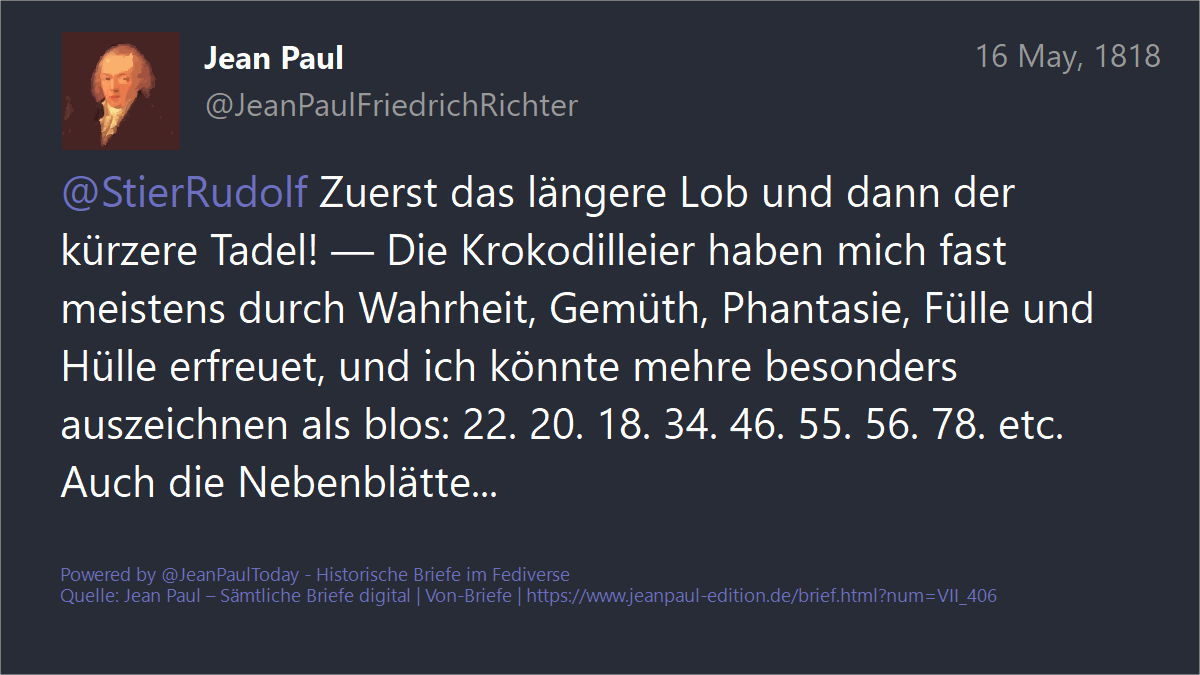 Jean Paul
16 May, 1818
@JeanPaulFriedrichRichter
@StierRudolf Zuerst das längere Lob und dann der
kürzere Tadel! — Die Krokodilleier haben mich fast
meistens durch Wahrheit, Gemüth, Phantasie, Fülle und
Hülle erfreuet, und ich könnte mehre besonders
auszeichnen als blos: 22. 20. 18. 34. 46. 55. 56. 78. etc.
Auch die Nebenblätte...
Powered by @JeanPaulToday - Historische Briefe im Fediverse
Quelle: Jean Paul – Sämtliche Briefe digital | Von-Briefe | https://www.jeanpaul-edition.de/brief.html?num=VII_406